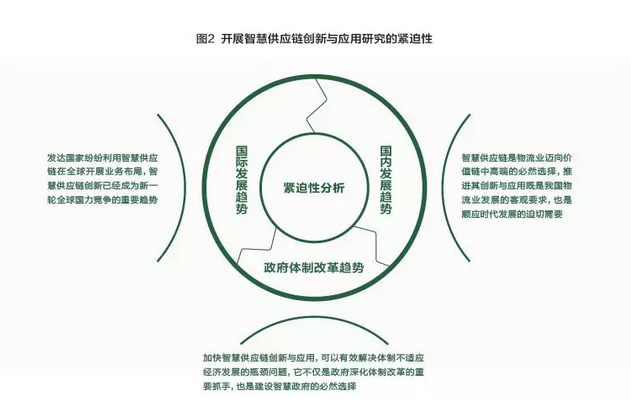 图2 开展智慧供应链创新与应用研究的紧迫性
发达国家纷纷利用智慧供应
链在全球开展业务布局，智
慧供应链创新已经成为新一
轮全球国力竞争的重要趋势
国际发展趋势
紧迫性分析
国内发展趋势
政府体制改革趋势
智慧供应链是物流业迈向价
值链中高端的必然选择，推
进其创新与应用既是我国物
流业发展的客观要求，也是
顺应时代发展的迫切需要
加快智慧供应链创新与应用，可以有效解决体制不适应
经济发展的瓶颈问题，它不仅是政府深化体制改革的重
要抓手，也是建设智慧政府的必然选择